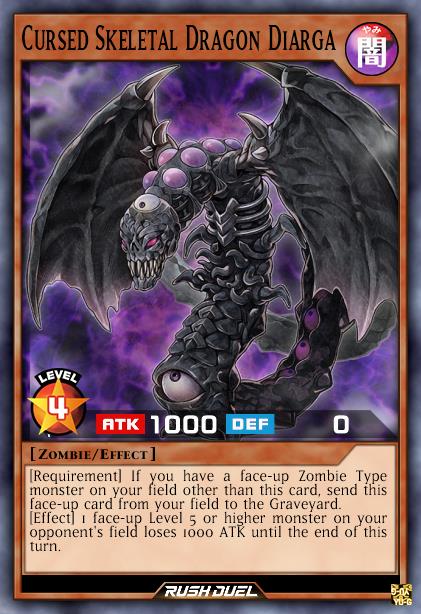 Cursed Skeletal Dragon Diarga
やみ
闇
LEVEL
4
ATK 1000 DEF 0
[Zombie/Effect]
[Requirement] If you have a face-up Zombie Type
monster on your field other than this card, send this
face-up card from your field to the Graveyard.
[Effect] 1 face-up Level 5 or higher monster on your
opponent's field loses 1000 ATK until the end of this
turn.
RUSH DUEL